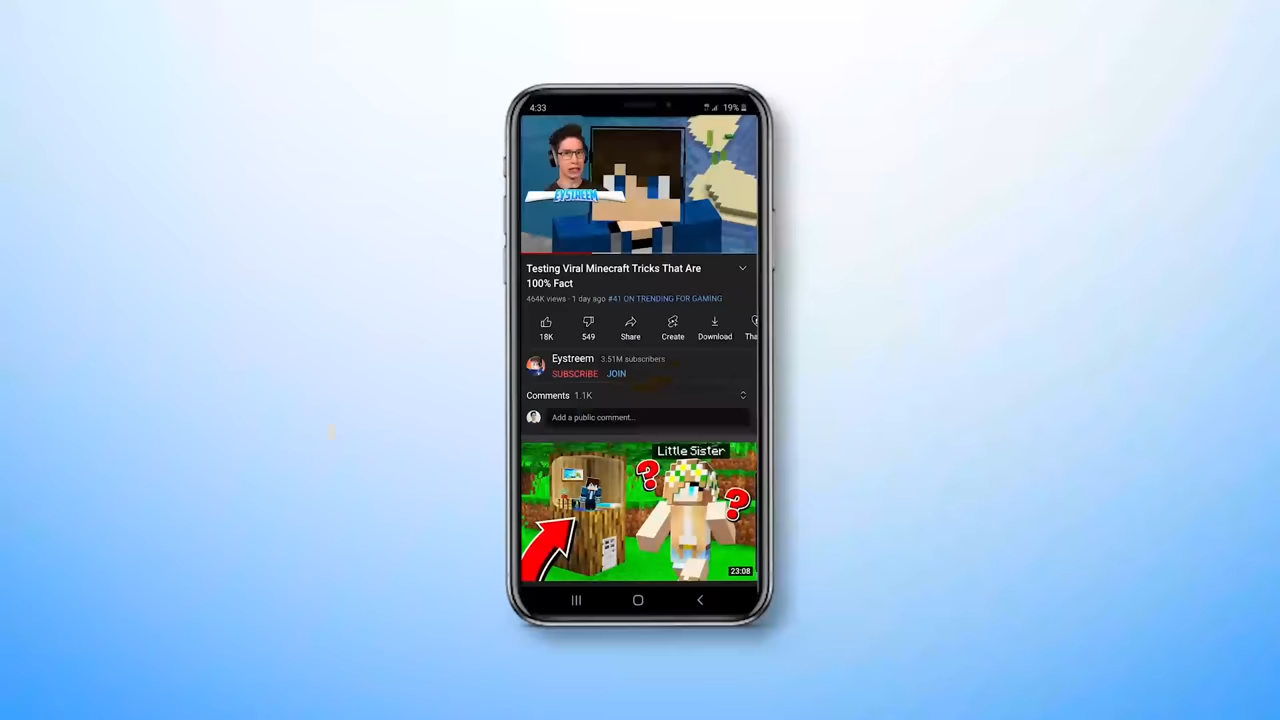 4:33
19%
EYSTREEM
Testing Viral Minecraft Tricks That Are
100% Fact
464K views · 1 day ago #41 ON TRENDING FOR GAMING
18K
549
Share
Create
Download
Tha
Eystreem 3.51M subscribers
SUBSCRIBE JOIN
Comments 1.1K
Add a public comment...
Little Sister
?
?
23:08